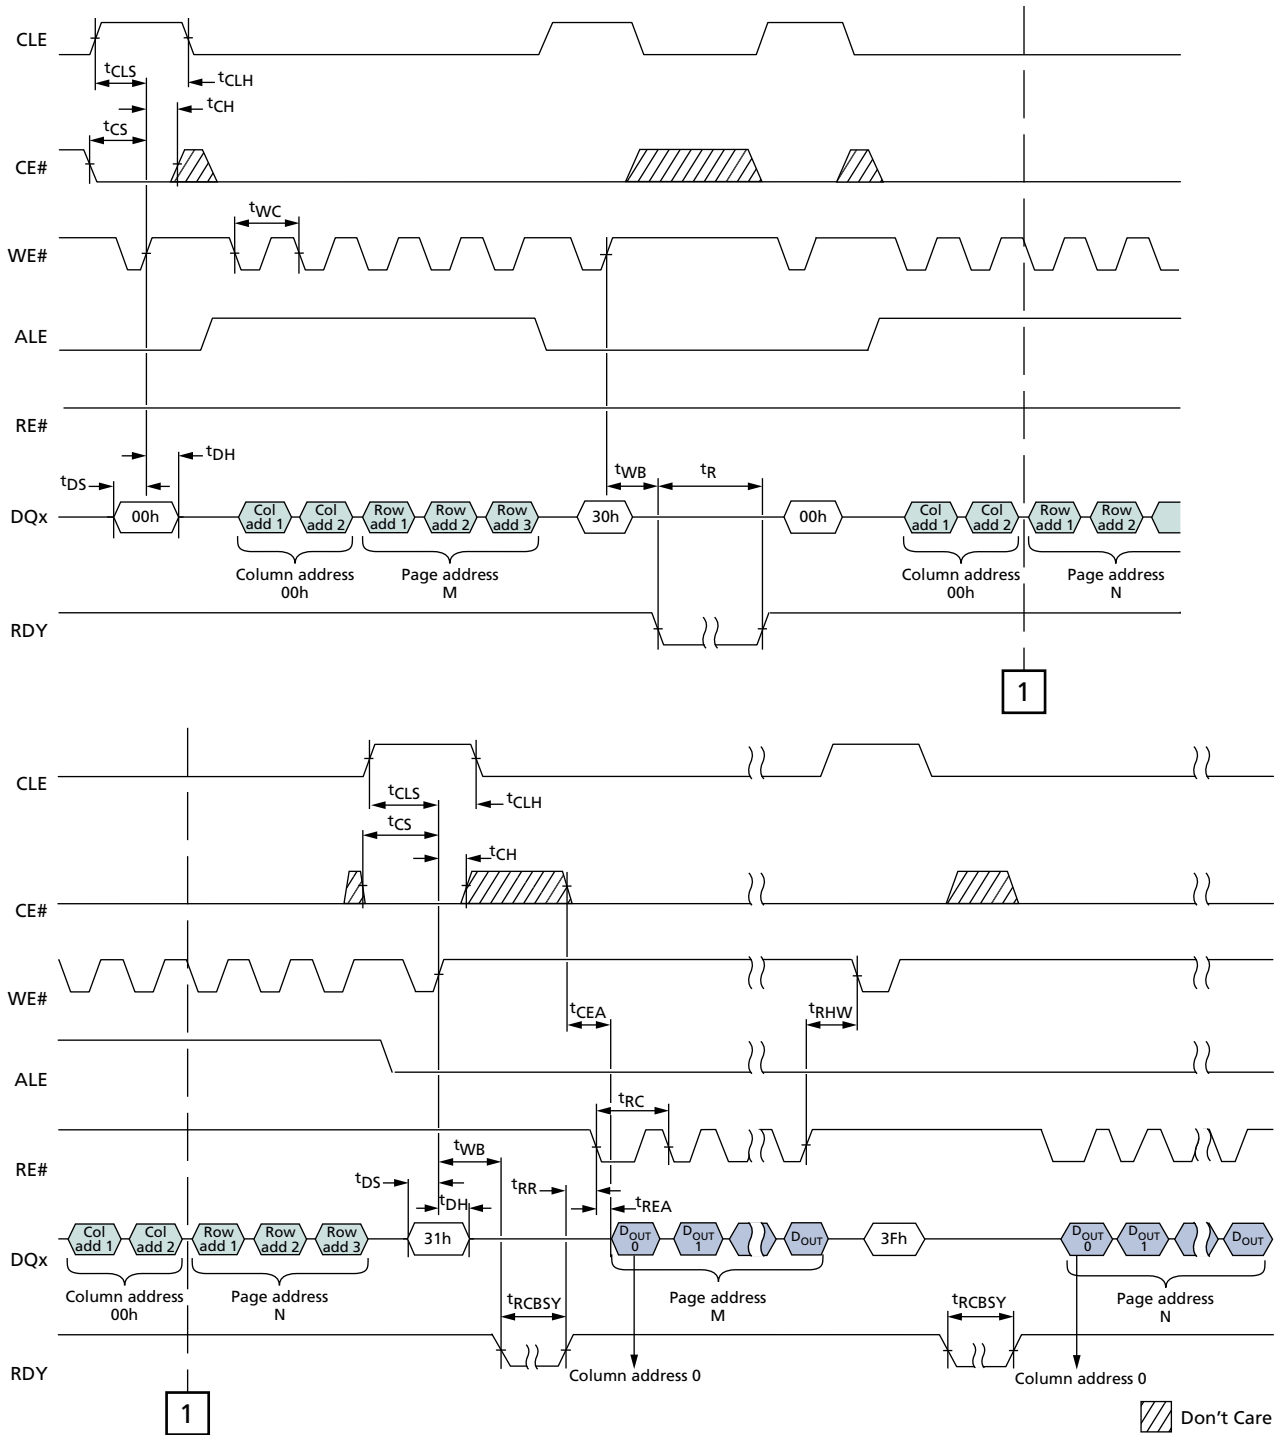 CLE
tCLS
tCLH
tCH
tCS
CE#
tWC
WE#
ALE
RE#
tDH
tDS
tWB
tR
DQx
00h
Col add 1
Col add 2
Row add 1
Row add 2
Row add 3
30h
00h
Col add 1
Col add 2
Row add 1
Row add 2
Column address
00h
Page address
M
Column address
00h
Page address
N
RDY
1
CLE
tCLS
tCLH
tCS
tCH
CE#
WE#
tCEA
tRHW
ALE
tRC
RE#
tWB
tDS
tDH
tRR
tREA
DQx
Col add 1
Col add 2
Row add 1
Row add 2
Row add 3
31h
DOUT 0
DOUT 1
DOUT
3Fh
DOUT 0
DOUT 1
DOUT
Column address
00h
Page address
N
Page address
M
Page address
N
tRCBSY
tRCBSY
RDY
Column address 0
Column address 0
1
Don't Care